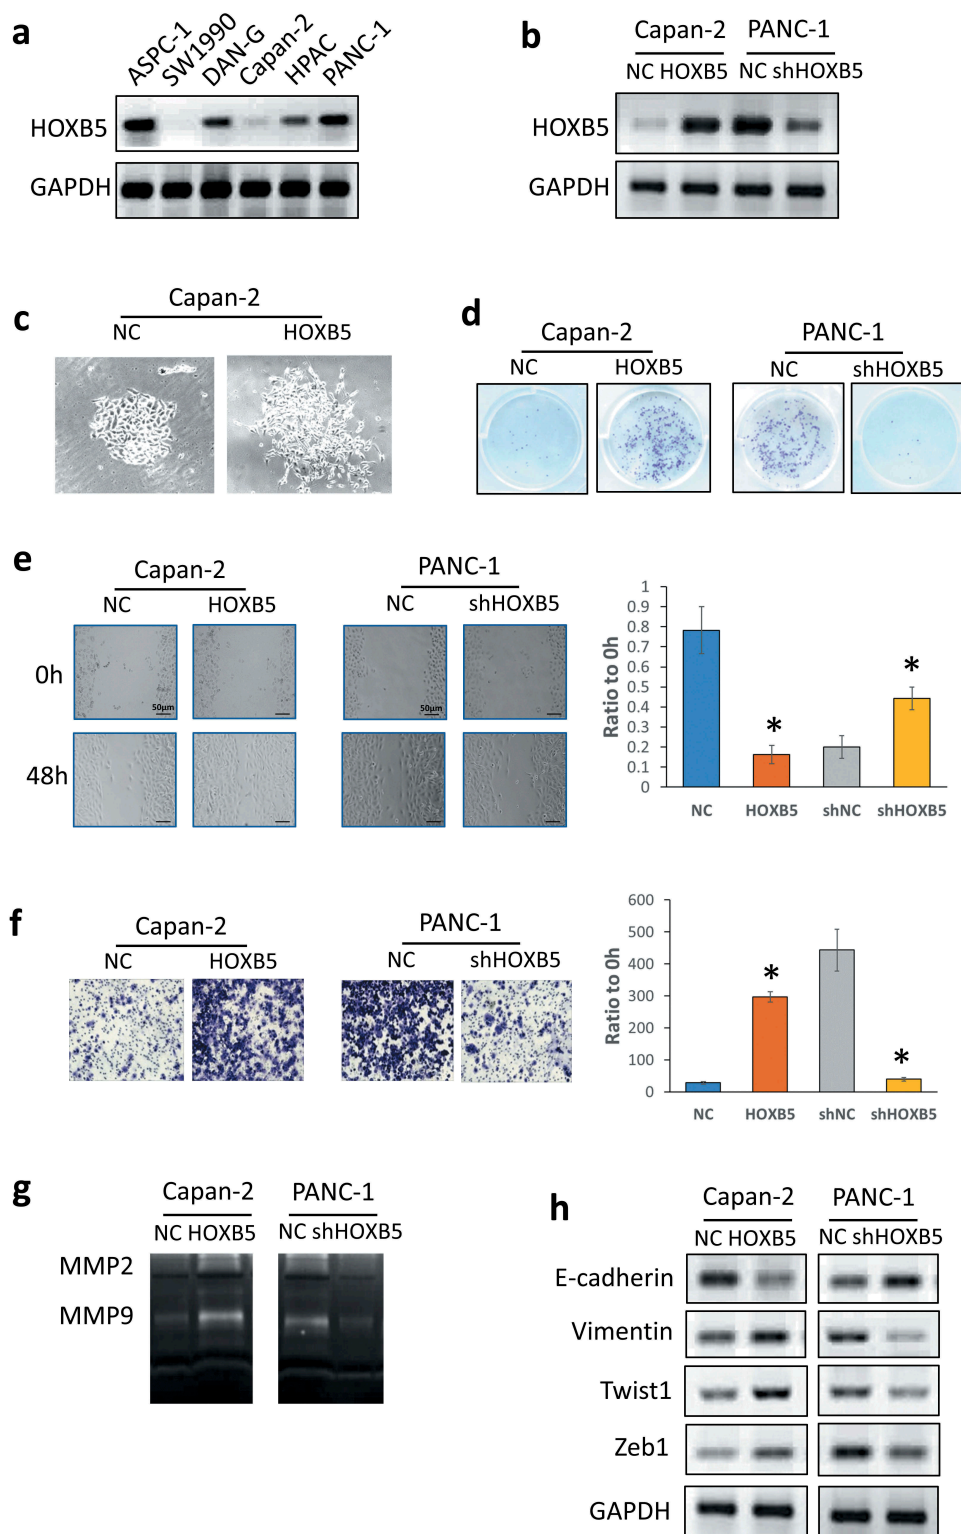 a
ASPC-1 SW1990 DAN-G Capan-2 HPAC PANC-1
HOXB5
GAPDH
b
Capan-2 PANC-1
NC HOXB5 NC shHOXB5
HOXB5
GAPDH
c
Capan-2
NC HOXB5
d
Capan-2 PANC-1
NC HOXB5 NC shHOXB5
e
Capan-2 PANC-1
NC HOXB5 NC shHOXB5
0h
50μm 50μm
48h
Ratio to 0h
1
0.9
0.8
0.7
0.6
0.5
0.4
0.3
0.2
0.1
0
* *
NC HOXB5 shNC shHOXB5
f
Capan-2 PANC-1
NC HOXB5 NC shHOXB5
Ratio to 0h
600
500
400
300
200
100
0
* *
NC HOXB5 shNC shHOXB5
g
Capan-2 PANC-1
NC HOXB5 NC shHOXB5
MMP2
MMP9
h
Capan-2 PANC-1
NC HOXB5 NC shHOXB5
E-cadherin
Vimentin
Twist1
Zeb1
GAPDH